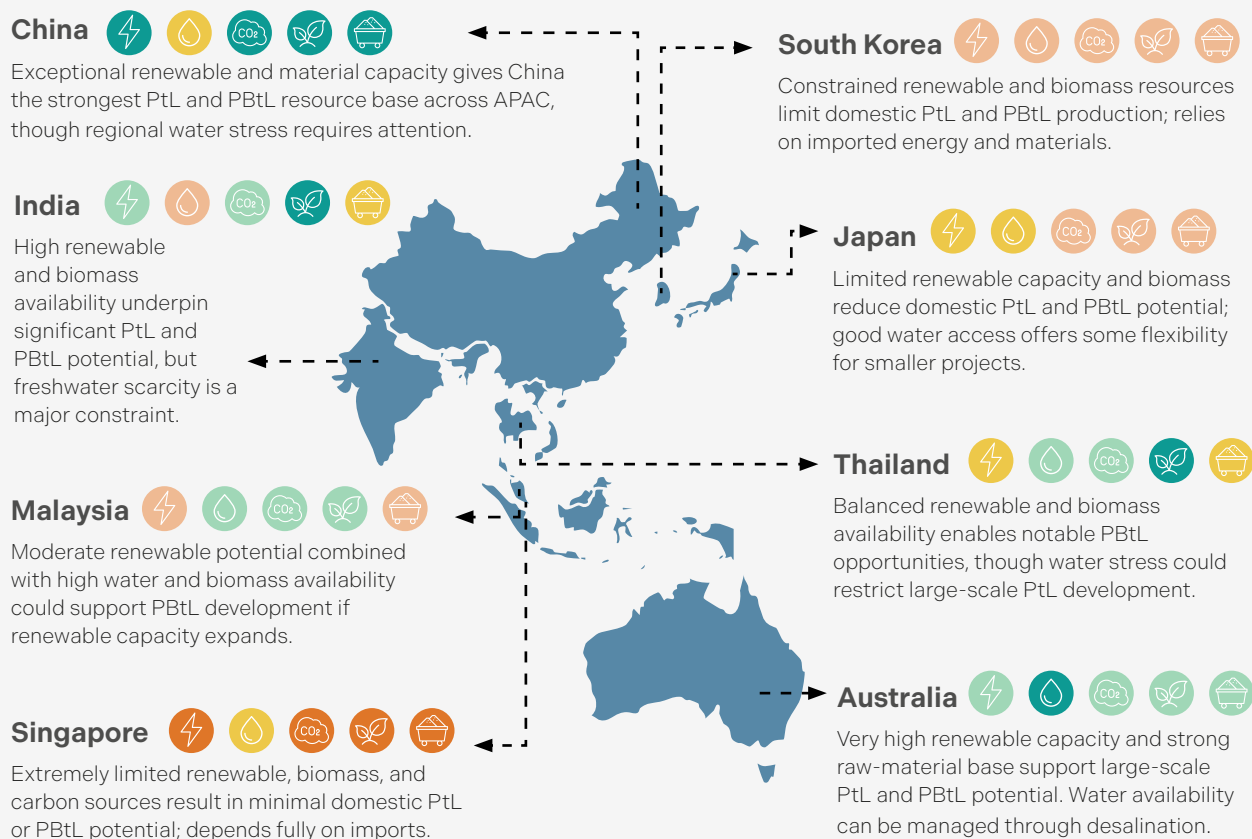 China
CO2
Exceptional renewable and material capacity gives China
the strongest PtL and PBtL resource base across APAC,
though regional water stress requires attention.
South Korea
CO2
Constrained renewable and biomass resources
limit domestic PtL and PBtL production; relies
on imported energy and materials.
India
CO2
High renewable
and biomass
availability underpin
significant PtL and
PBtL potential, but
freshwater scarcity is a
major constraint.
Japan
CO2
Limited renewable capacity and biomass
reduce domestic PtL and PBtL potential;
good water access offers some flexibility
for smaller projects.
Thailand
CO2
Balanced renewable and biomass
availability enables notable PBtL
opportunities, though water stress could
restrict large-scale PtL development.
Malaysia
CO2
Moderate renewable potential combined
with high water and biomass availability
could support PBtL development if
renewable capacity expands.
Australia
CO2
Very high renewable capacity and strong
raw-material base support large-scale
PtL and PBtL potential. Water availability
can be managed through desalination.
Singapore
CO2
Extremely limited renewable, biomass, and
carbon sources result in minimal domestic PtL
or PBtL potential; depends fully on imports.